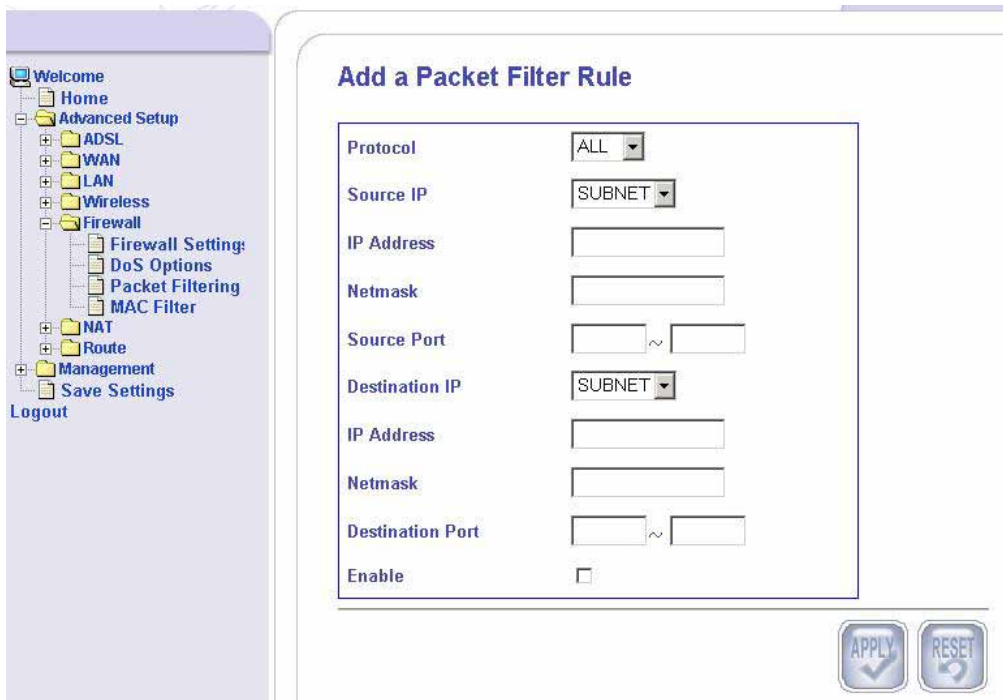 Welcome
Home
Advanced Setup
ADSL
WAN
LAN
Wireless
Firewall
Firewall Settings
DoS Options
Packet Filtering
MAC Filter
NAT
Route
Management
Save Settings
Logout
Add a Packet Filter Rule
Protocol ALL
Source IP SUBNET
IP Address
Netmask
Source Port ~
Destination IP SUBNET
IP Address
Netmask
Destination Port ~
Enable
APPLY RESET